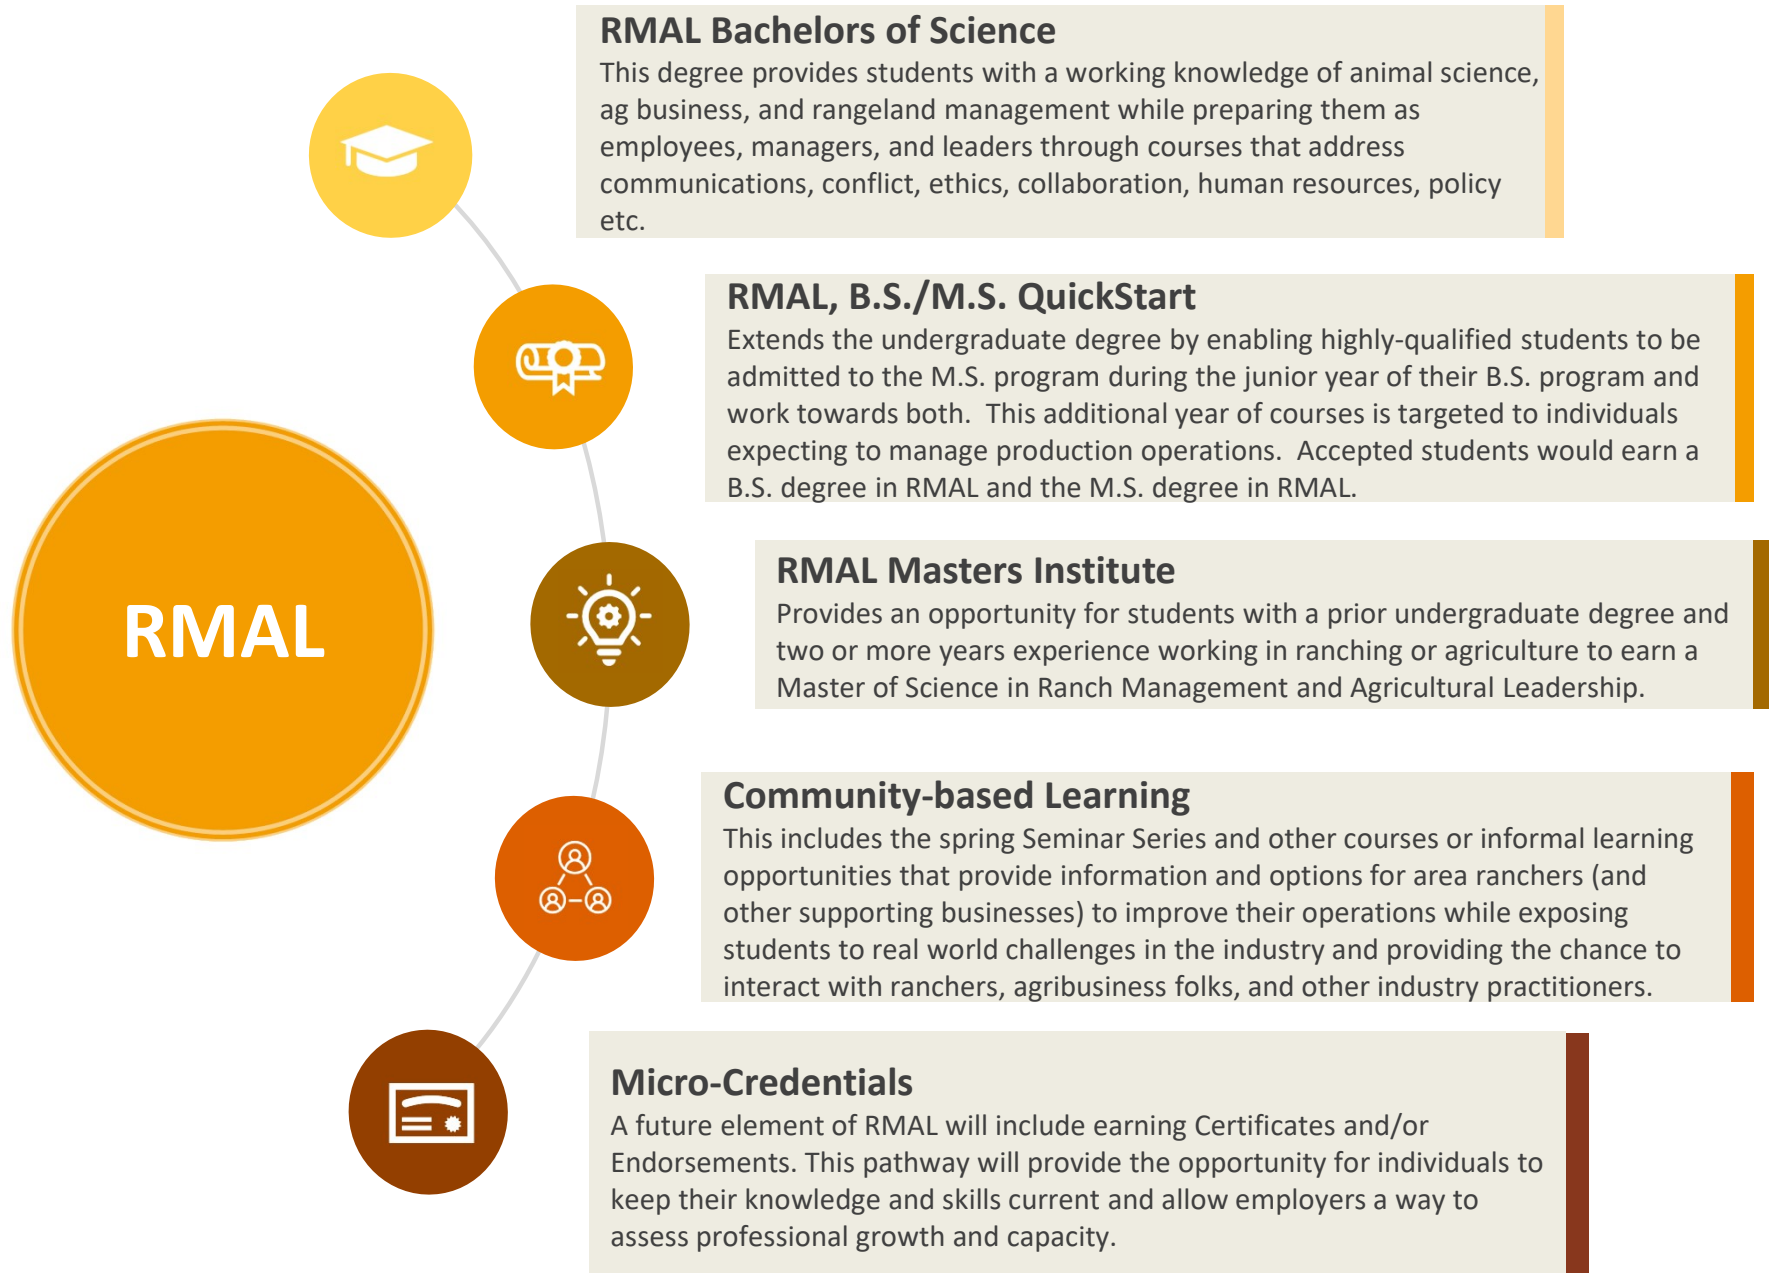 RMAL Bachelors of Science
This degree provides students with a working knowledge of animal science,
ag business, and rangeland management while preparing them as
employees, managers, and leaders through courses that address
communications, conflict, ethics, collaboration, human resources, policy
etc.
RMAL, B.S./M.S. QuickStart
Extends the undergraduate degree by enabling highly-qualified students to be
admitted to the M.S. program during the junior year of their B.S. program and
work towards both.  This additional year of courses is targeted to individuals
expecting to manage production operations.  Accepted students would earn a
B.S. degree in RMAL and the M.S. degree in RMAL.
RMAL
RMAL Masters Institute
Provides an opportunity for students with a prior undergraduate degree and
two or more years experience working in ranching or agriculture to earn a
Master of Science in Ranch Management and Agricultural Leadership.
Community-based Learning
This includes the spring Seminar Series and other courses or informal learning
opportunities that provide information and options for area ranchers (and
other supporting businesses) to improve their operations while exposing
students to real world challenges in the industry and providing the chance to
interact with ranchers, agribusiness folks, and other industry practitioners.
Micro-Credentials
A future element of RMAL will include earning Certificates and/or
Endorsements. This pathway will provide the opportunity for individuals to
keep their knowledge and skills current and allow employers a way to
assess professional growth and capacity.